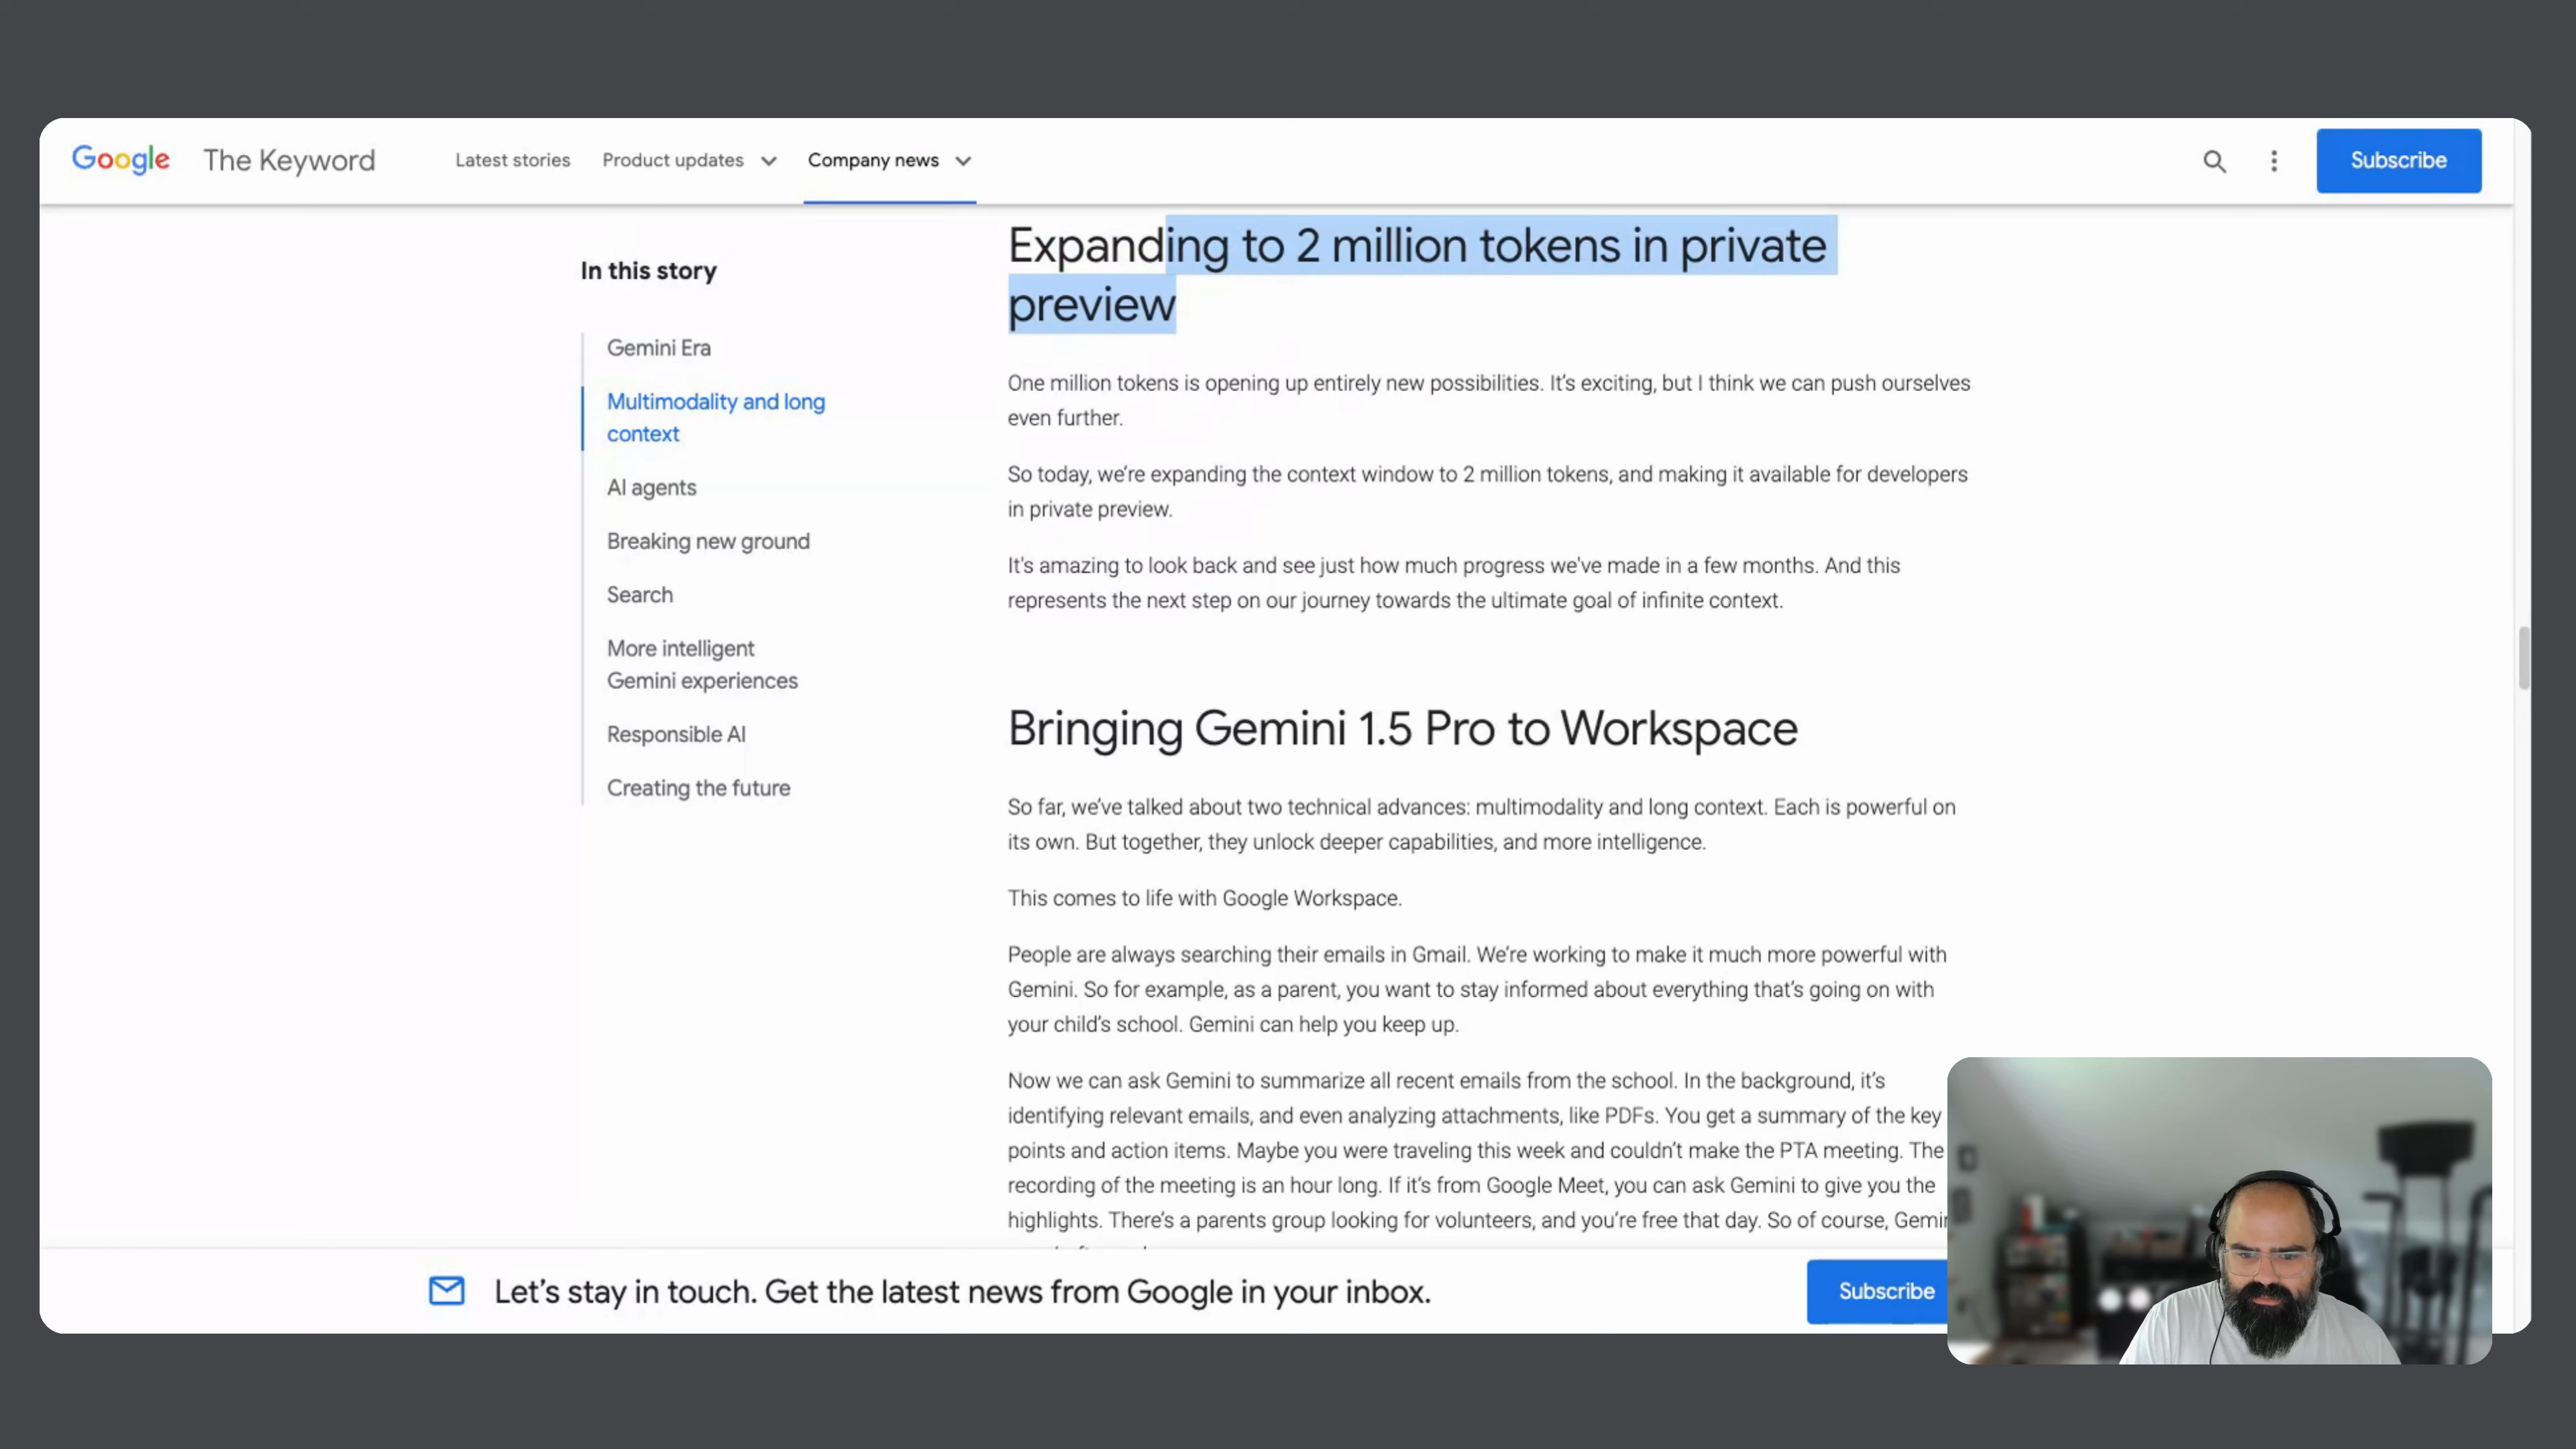 Google The Keyword Latest stories Product updates Company news Subscribe
In this story
Gemini Era
Multimodality and long
context
AI agents
Breaking new ground
Search
More intelligent
Gemini experiences
Responsible AI
Creating the future
Expanding to 2 million tokens in private
preview
One million tokens is opening up entirely new possibilities. It’s exciting, but I think we can push ourselves
even further.
So today, we’re expanding the context window to 2 million tokens, and making it available for developers
in private preview.
It's amazing to look back and see just how much progress we've made in a few months. And this
represents the next step on our journey towards the ultimate goal of infinite context.
Bringing Gemini 1.5 Pro to Workspace
So far, we’ve talked about two technical advances: multimodality and long context. Each is powerful on
its own. But together, they unlock deeper capabilities, and more intelligence.
This comes to life with Google Workspace.
People are always searching their emails in Gmail. We’re working to make it much more powerful with
Gemini. So for example, as a parent, you want to stay informed about everything that’s going on with
your child’s school. Gemini can help you keep up.
Now we can ask Gemini to summarize all recent emails from the school. In the background, it’s
identifying relevant emails, and even analyzing attachments, like PDFs. You get a summary of the key
points and action items. Maybe you were traveling this week and couldn’t make the PTA meeting. The
recording of the meeting is an hour long. If it’s from Google Meet, you can ask Gemini to give you the
highlights. There’s a parents group looking for volunteers, and you’re free that day. So of course,
Let’s stay in touch. Get the latest news from Google in your inbox. Subscribe